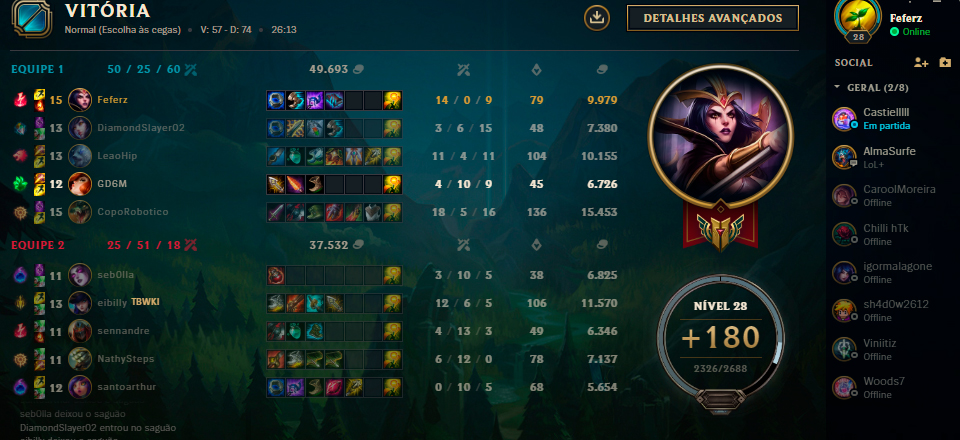 VITÓRIA
Normal (Escolha às cegas) • V: 57 - D: 74 • 26:13
DETALHES AVANÇADOS
EQUIPE 1 50 / 25 / 60 49.693
15 Feferz 14 / 0 / 9 79 9.979
13 DiamondSlayer02 3 / 6 / 15 48 7.380
13 LeaoHip 11 / 4 / 11 104 10.155
12 GD6M 4 / 10 / 9 45 6.726
15 CopoRobotico 18 / 5 / 16 136 15.453
EQUIPE 2 25 / 51 / 18 37.532
11 seb0lla 3 / 10 / 5 38 6.825
13 eibilly TBWKI 12 / 6 / 5 106 11.570
11 sennandre 4 / 13 / 3 49 6.346
11 NathySteps 6 / 12 / 0 78 7.137
12 santoarthur 0 / 10 / 5 68 5.654
seb0lla deixou o saguão
DiamondSlayer02 entrou no saguão
eibilly deixou o saguão
NÍVEL 28
+180
2326/2688
28
Feferz
Online
SOCIAL
GERAL (2/8)
Castielllll
Em partida
AlmaSurfe
LoL+
CaroolMoreira
Offline
Chilli hTk
Offline
igormalagone
Offline
sh4d0w2612
Offline
Viniitiz
Offline
Woods7
Offline